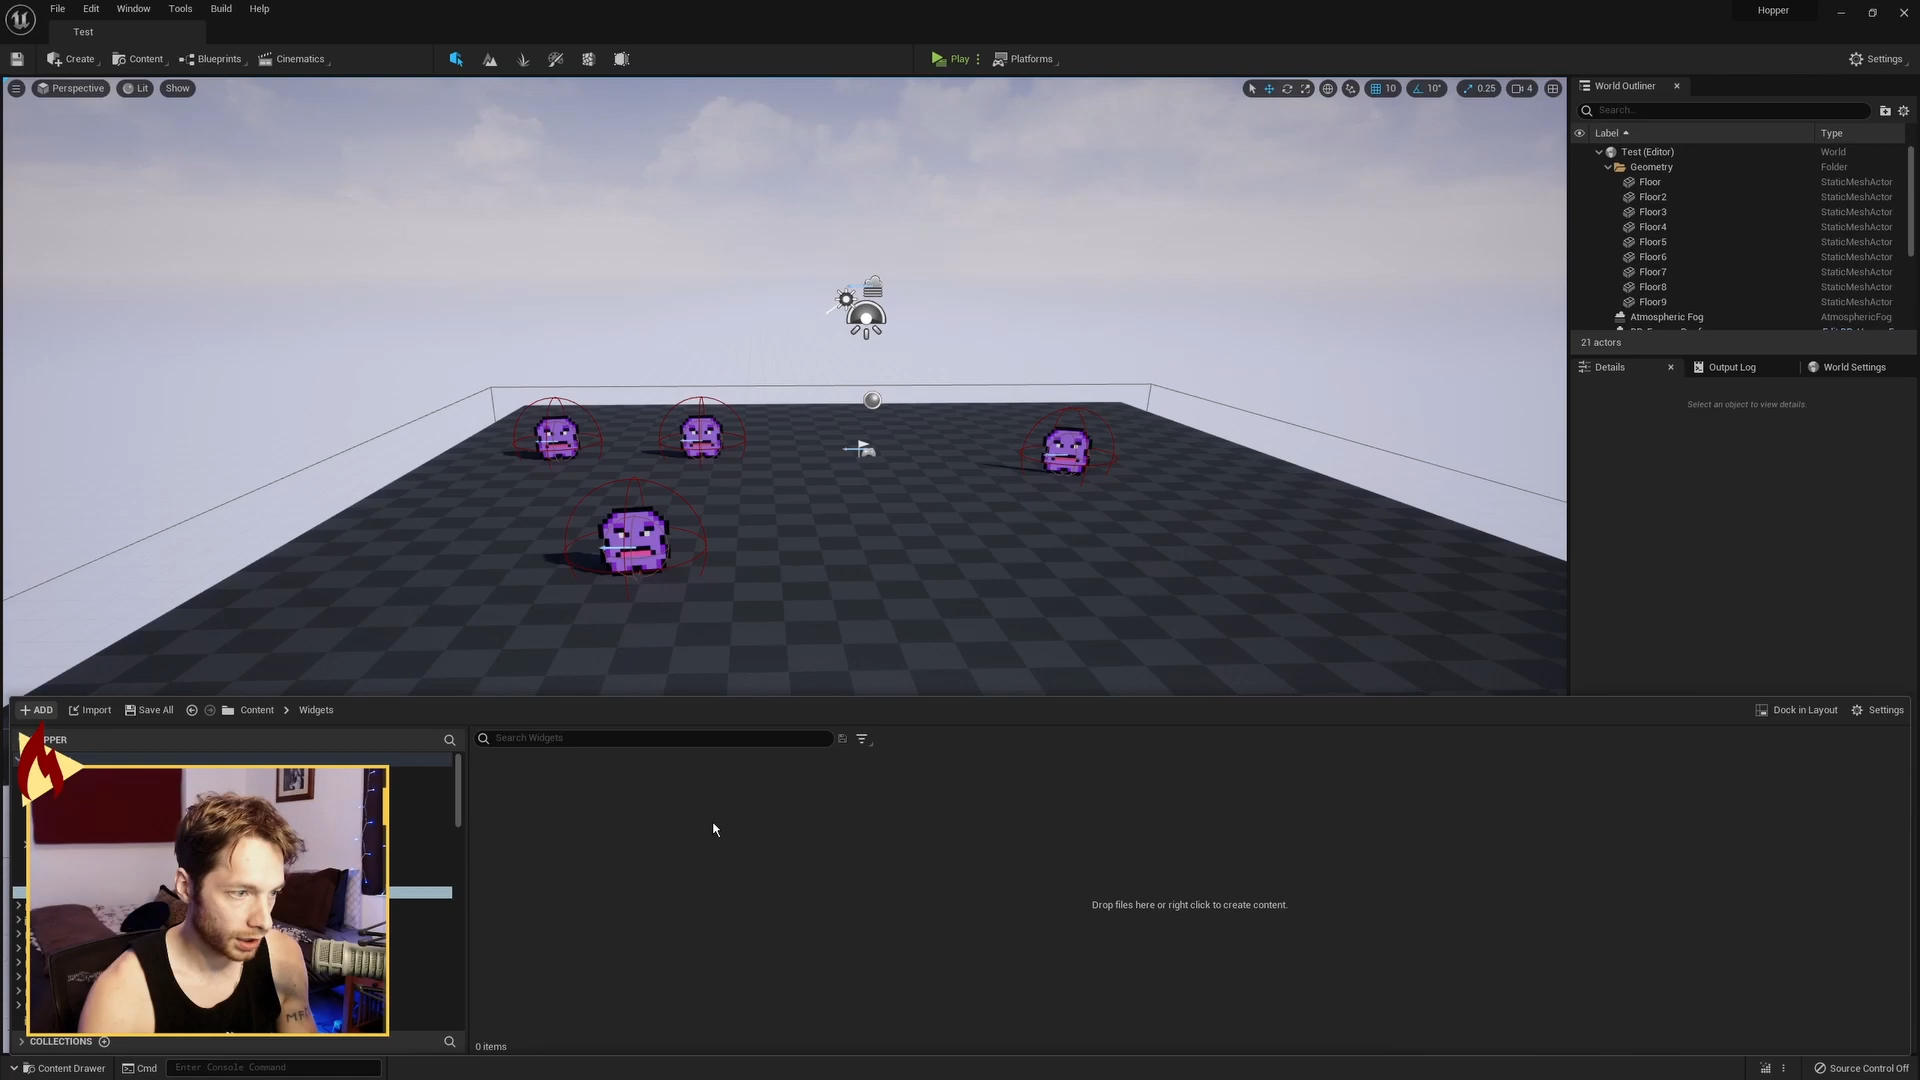 File Edit Window Tools Build Help
Hopper
Test
Create Content Blueprints Cinematics Play Platforms Settings
Perspective Lit Show
10 10° 0.25 4
World Outliner
Search...
Label Type
Test (Editor) World
Geometry Folder
Floor StaticMeshActor
Floor2 StaticMeshActor
Floor3 StaticMeshActor
Floor4 StaticMeshActor
Floor5 StaticMeshActor
Floor6 StaticMeshActor
Floor7 StaticMeshActor
Floor8 StaticMeshActor
Floor9 StaticMeshActor
Atmospheric Fog AtmosphericFog
21 actors
Details Output Log World Settings
Select an object to view details.
ADD Import Save All Content Widgets Dock in Layout Settings
PPER
Search Widgets
Drop files here or right click to create content.
COLLECTIONS
0 items
Content Drawer Cmd Enter Console Command Source Control Off